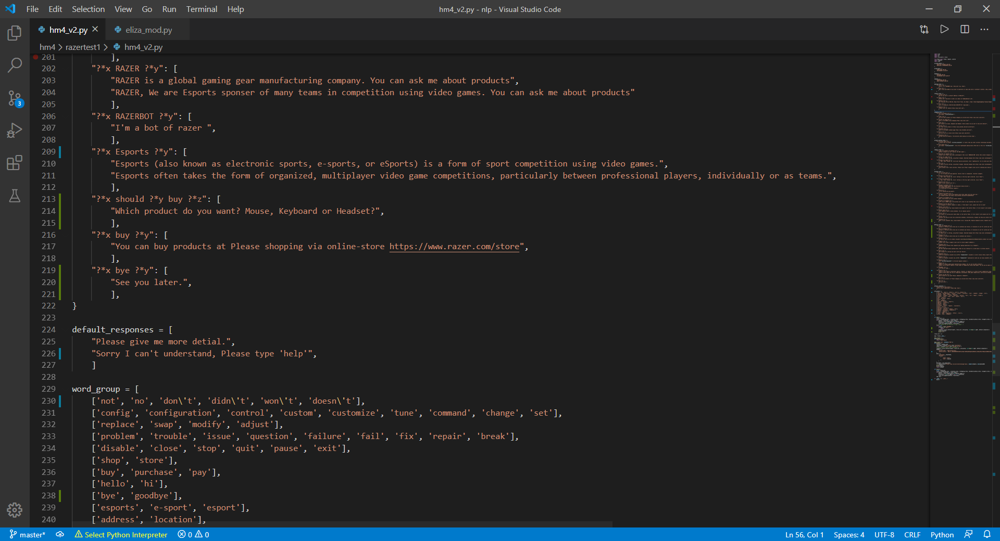 File Edit Selection View Go Run Terminal Help
hm4_v2.py - nlp - Visual Studio Code
hm4_v2.py eliza_mod.py
hm4 razertest1 hm4_v2.py
201 ],
202 "?*x RAZER ?*y": [
203 "RAZER is a global gaming gear manufacturing company. You can ask me about products",
204 "RAZER, We are Esports sponser of many teams in competition using video games. You can ask me about products"
205 ],
206 "?*x RAZERBOT ?*y": [
207 "I'm a bot of razer ",
208 ],
209 "?*x Esports ?*y": [
210 "Esports (also known as electronic sports, e-sports, or eSports) is a form of sport competition using video games.",
211 "Esports often takes the form of organized, multiplayer video game competitions, particularly between professional players, individually or as teams.",
212 ],
213 "?*x should ?*y buy ?*z": [
214 "Which product do you want? Mouse, Keyboard or Headset?",
215 ],
216 "?*x buy ?*y": [
217 "You can buy products at Please shopping via online-store https://www.razer.com/store",
218 ],
219 "?*x bye ?*y": [
220 "See you later.",
221 ],
222 }
223
224 default_responses = [
225 "Please give me more detial.",
226 "Sorry I can't understand, Please type 'help'",
227 ]
228
229 word_group = [
230 ['not', 'no', 'don\'t', 'didn\'t', 'won\'t', 'doesn\'t'],
231 ['config', 'configuration', 'control', 'custom', 'customize', 'tune', 'command', 'change', 'set'],
232 ['replace', 'swap', 'modify', 'adjust'],
233 ['problem', 'trouble', 'issue', 'question', 'failure', 'fail', 'fix', 'repair', 'break'],
234 ['disable', 'close', 'stop', 'quit', 'pause', 'exit'],
235 ['shop', 'store'],
236 ['buy', 'purchase', 'pay'],
237 ['hello', 'hi'],
238 ['bye', 'goodbye'],
239 ['esports', 'e-sport', 'esport'],
240 ['address', 'location'],
3
master* Select Python Interpreter 0 0 Ln 56, Col 1 Spaces: 4 UTF-8 CRLF Python